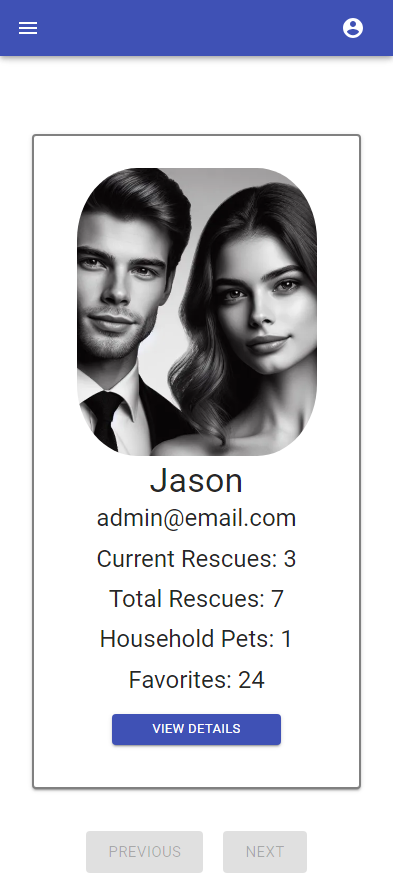 Jason
admin@email.com
Current Rescues: 3
Total Rescues: 7
Household Pets: 1
Favorites: 24
VIEW DETAILS
PREVIOUS NEXT